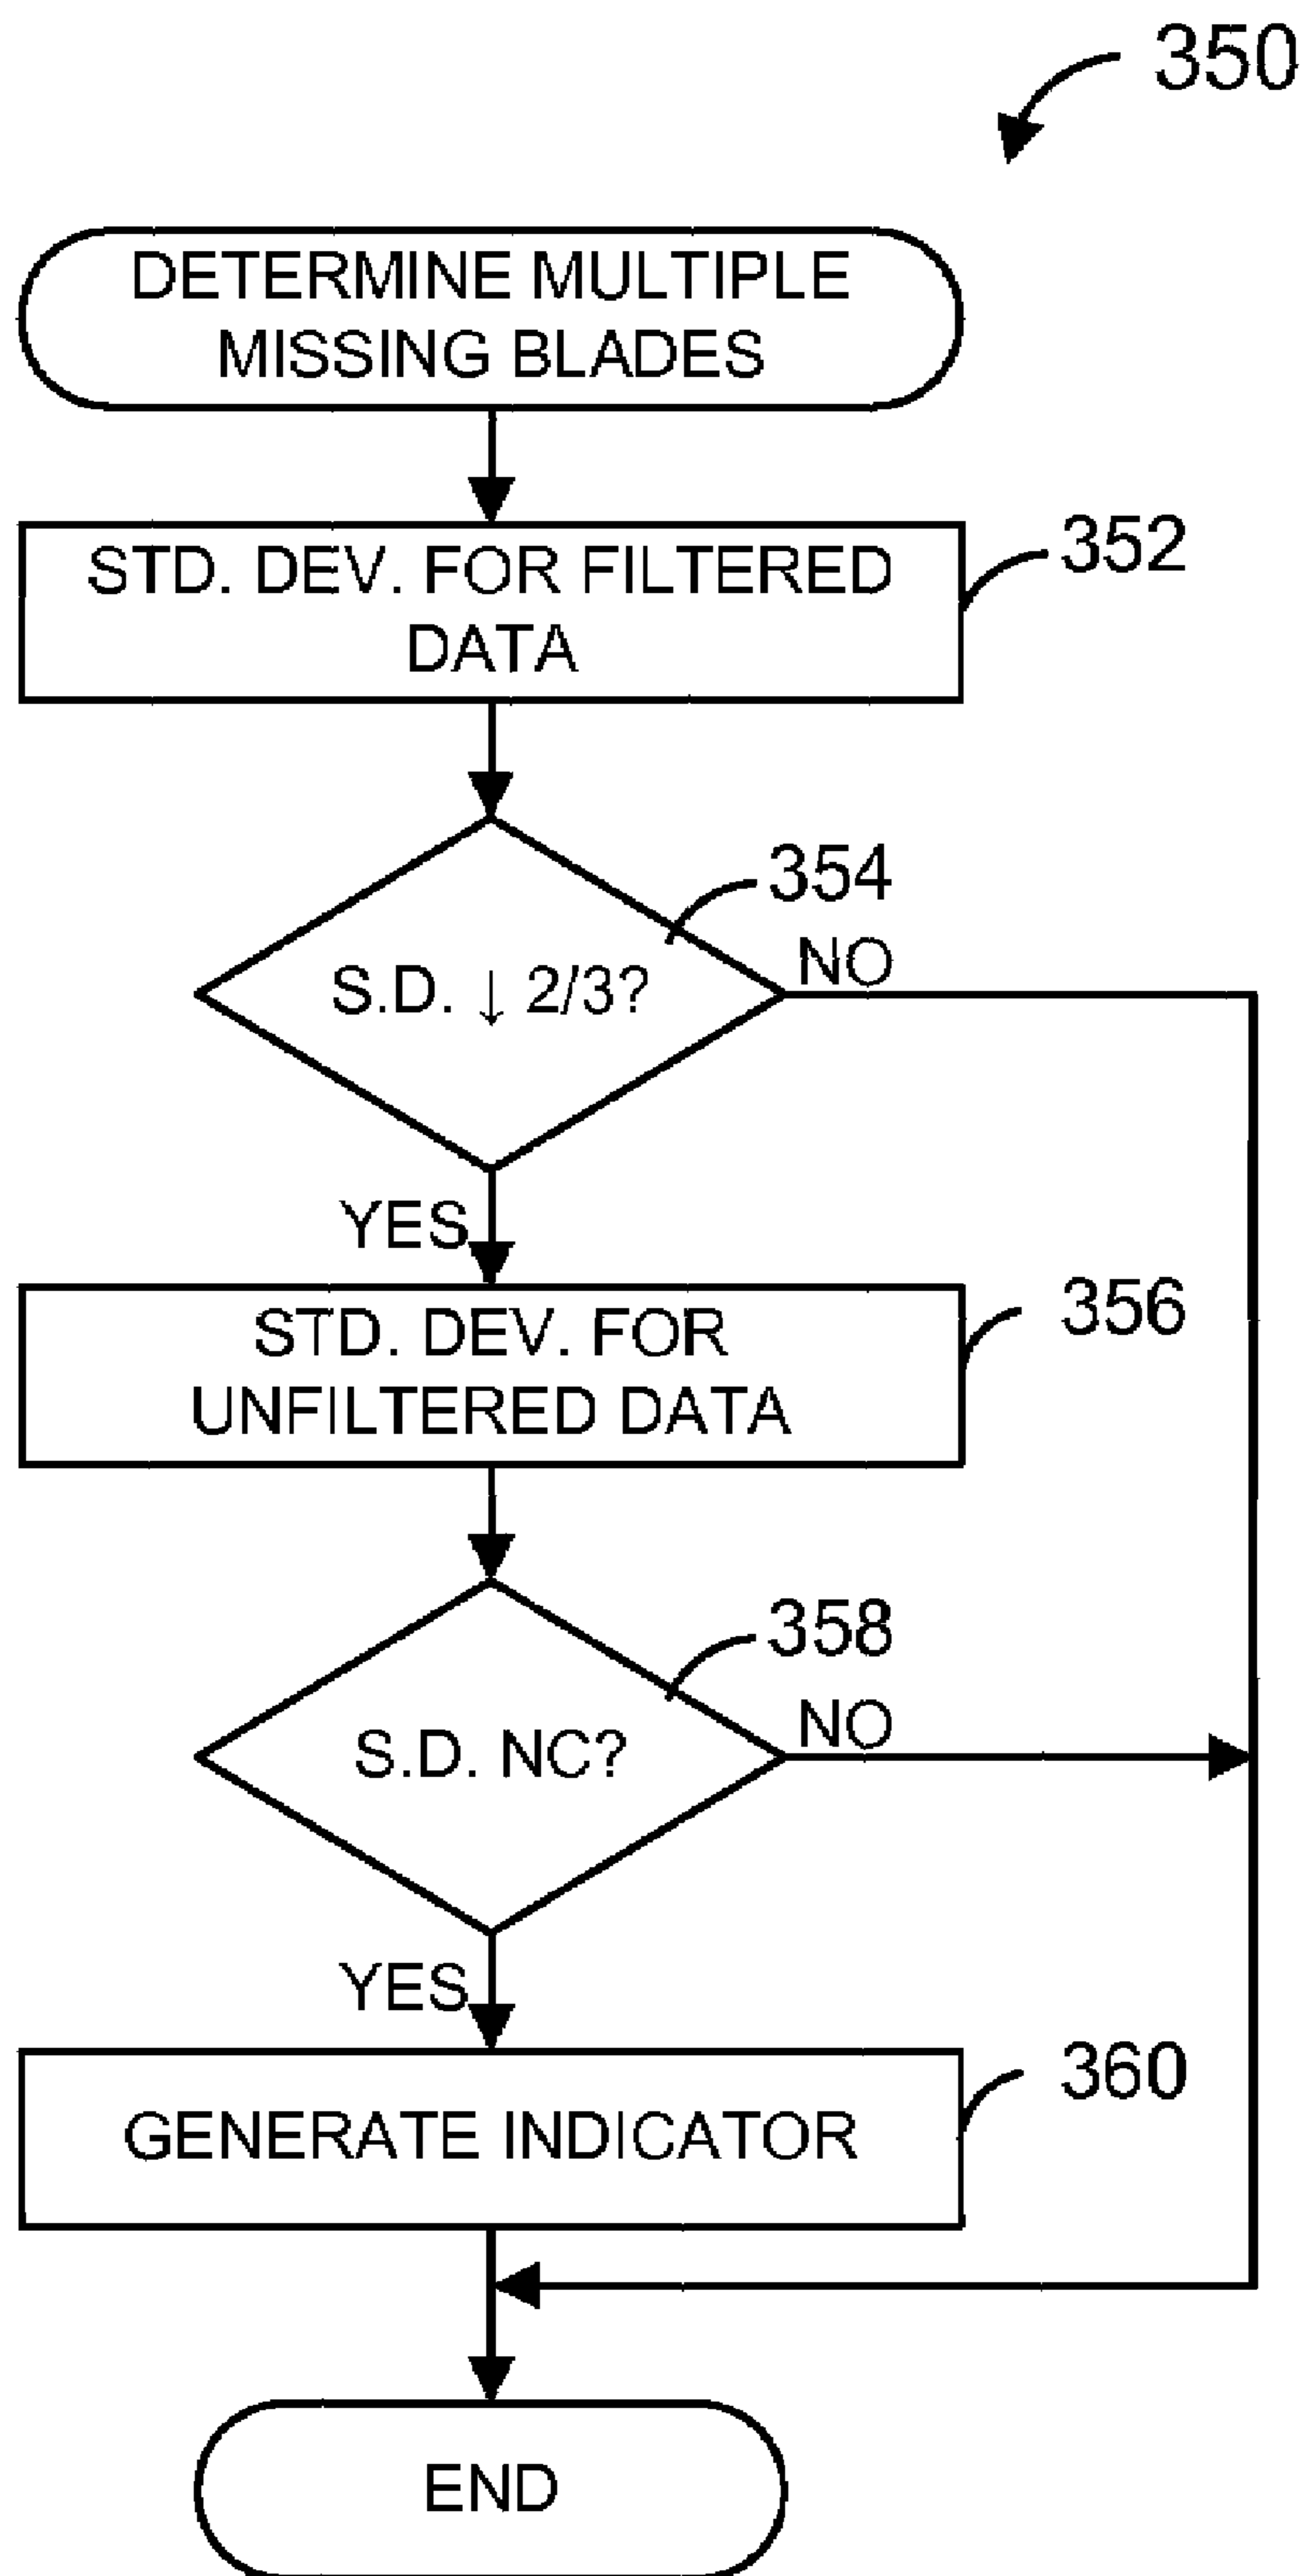 350
DETERMINE MULTIPLE
MISSING BLADES
STD. DEV. FOR FILTERED
DATA
352
354
S.D. ↓ 2/3?
NO
YES
STD. DEV. FOR
UNFILTERED DATA
356
358
S.D. NC?
NO
YES
GENERATE INDICATOR
360
END